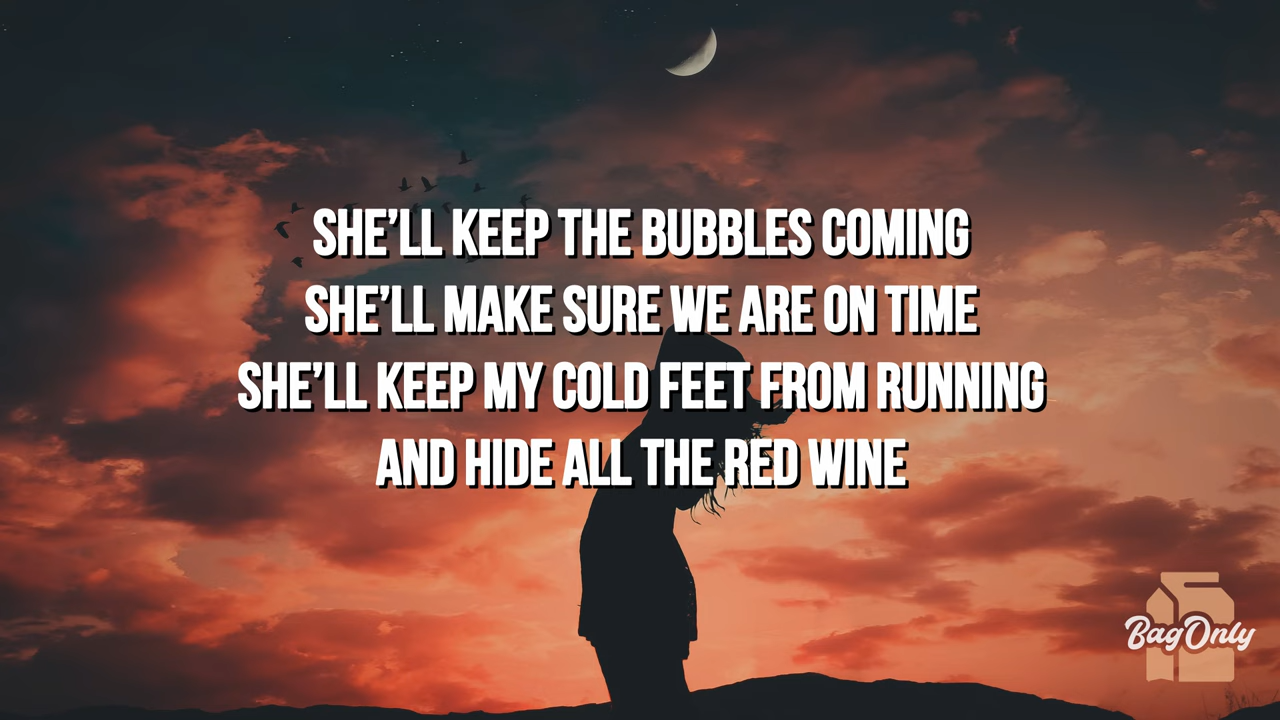 SHE’LL KEEP THE BUBBLES COMING
SHE’LL MAKE SURE WE ARE ON TIME
SHE’LL KEEP MY COLD FEET FROM RUNNING
AND HIDE ALL THE RED WINE
BagOnly